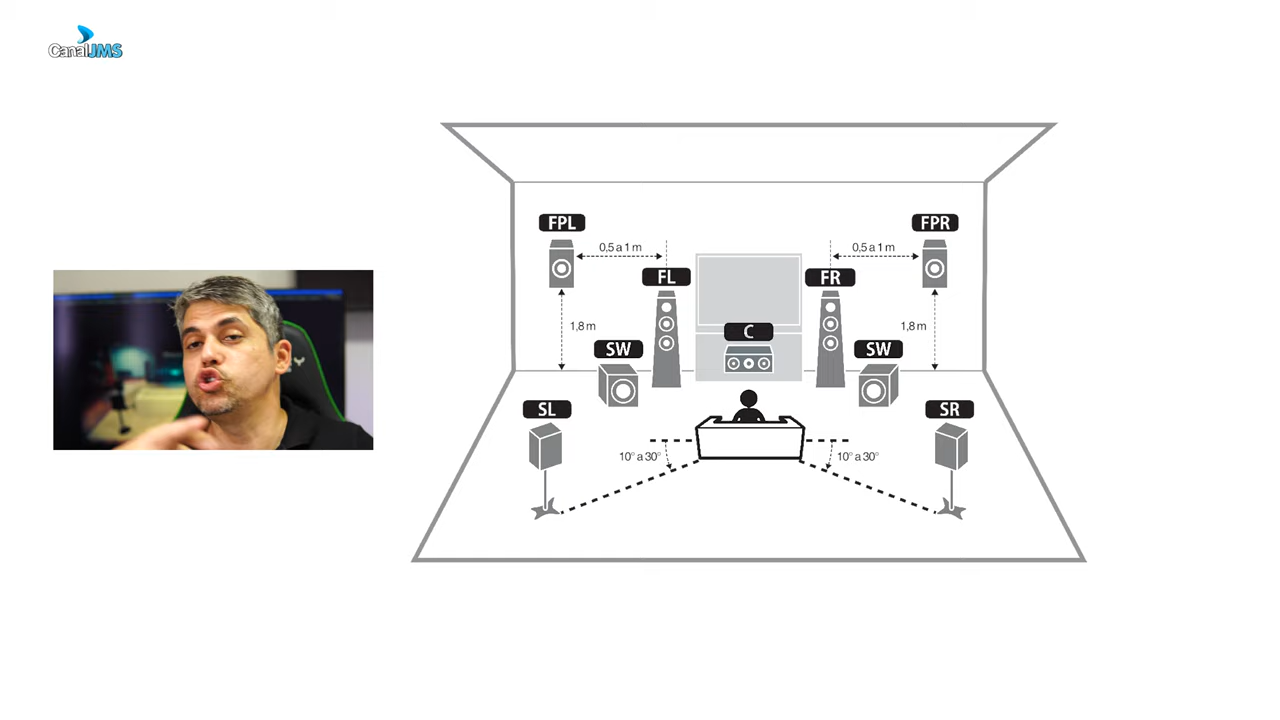 CanalJMS
FPL
FPR
0,5 a 1 m
0,5 a 1 m
FL
FR
1,8 m
1,8 m
C
SW
SW
SL
SR
10° a 30°
10° a 30°